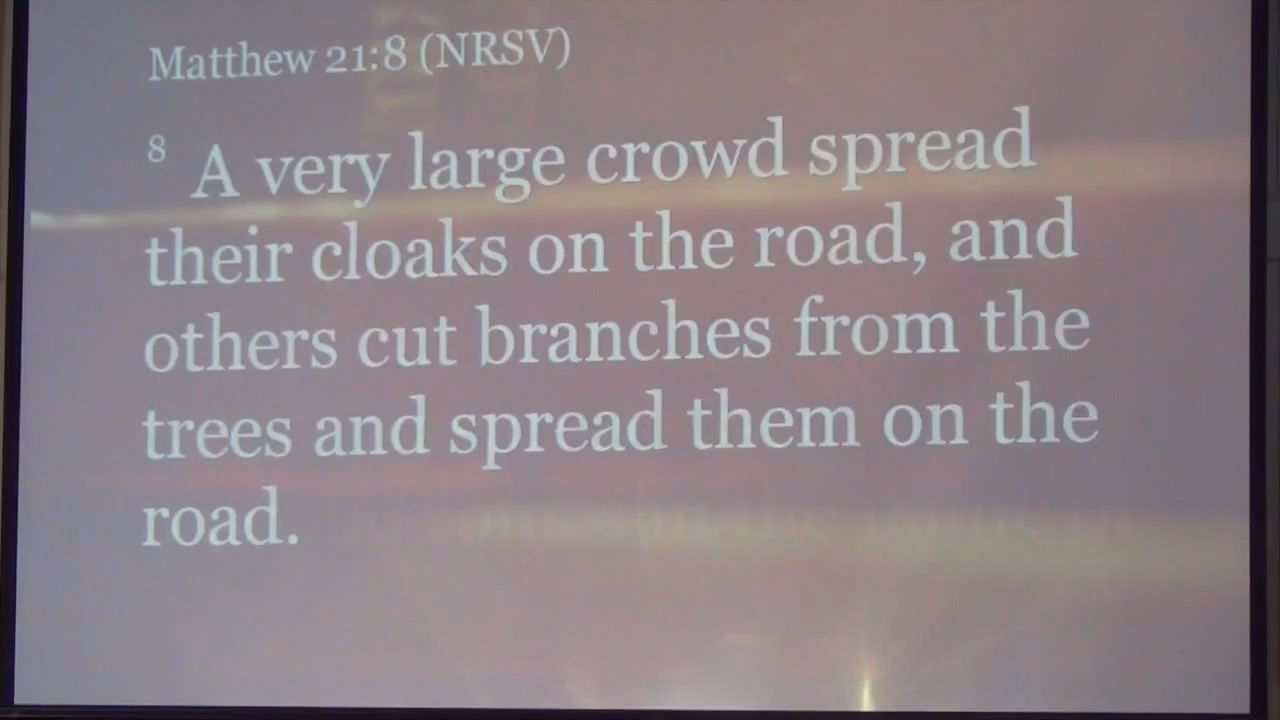 Matthew 21:8 (NRSV)
8 A very large crowd spread
their cloaks on the road, and
others cut branches from the
trees and spread them on the
road.